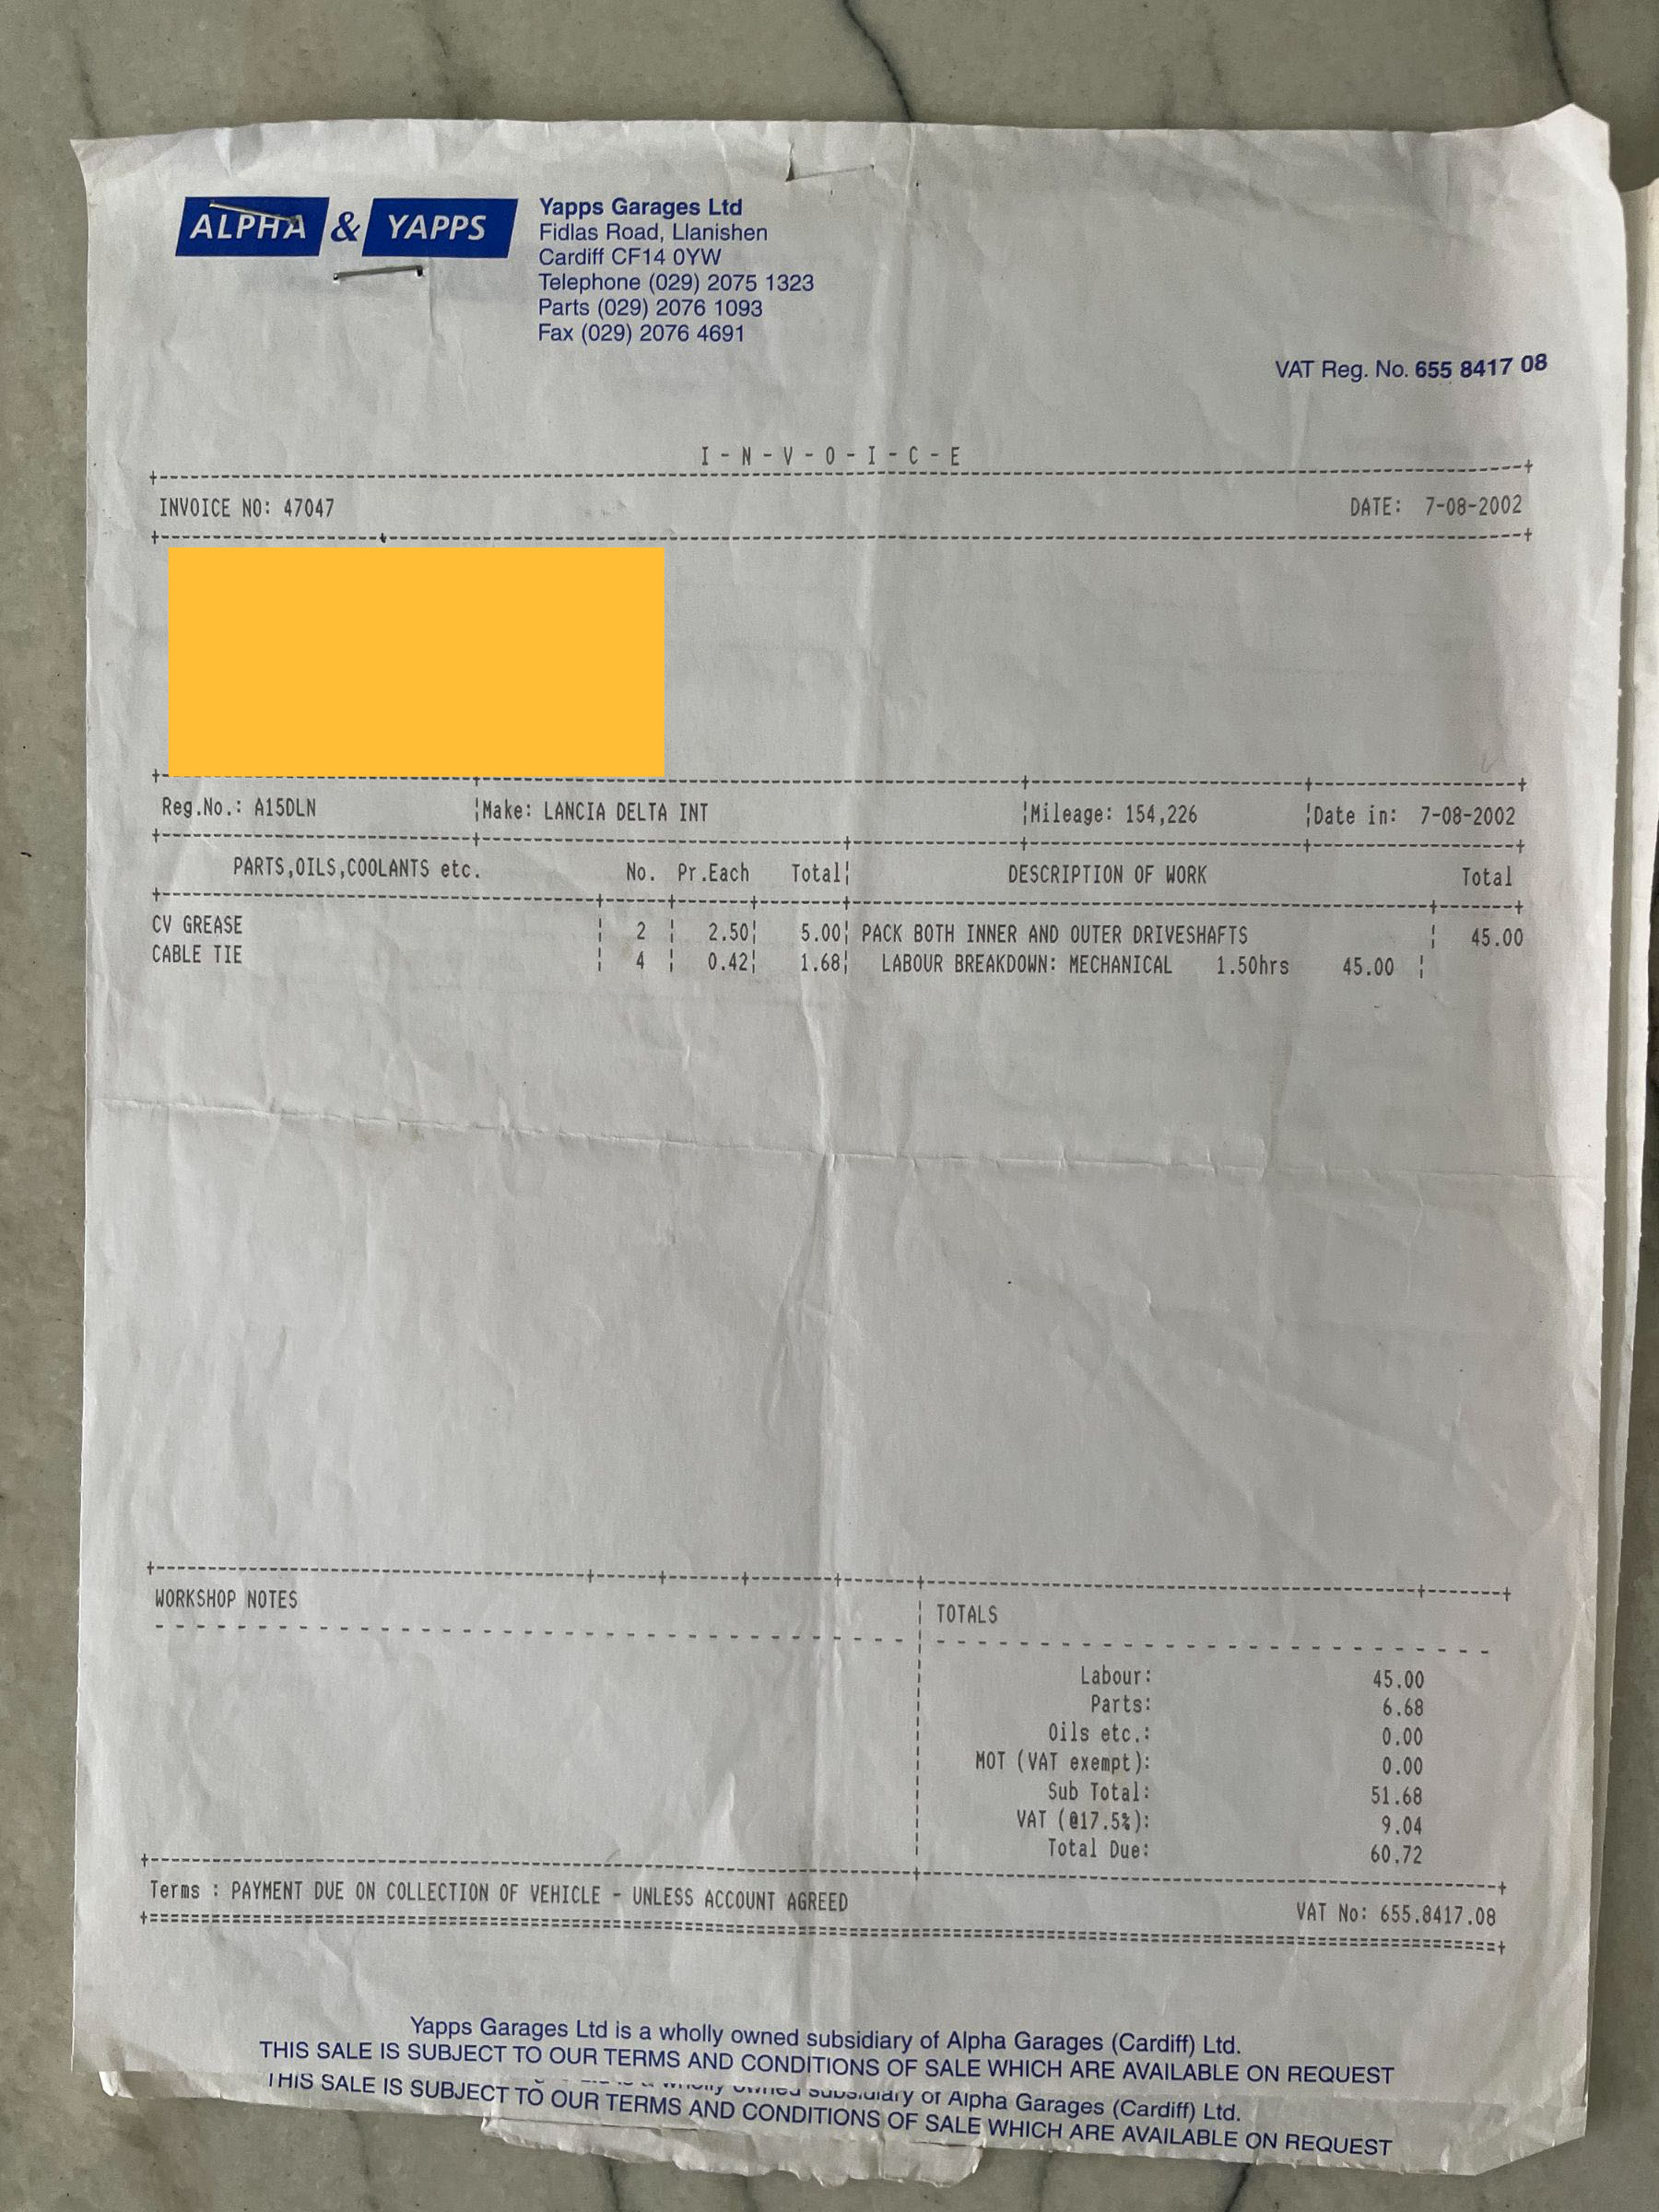 ALPHA & YAPPS
Yapps Garages Ltd
Fidlas Road, Llanishen
Cardiff CF14 0YW
Telephone (029) 2075 1323
Parts (029) 2076 1093
Fax (029) 2076 4691
VAT Reg. No. 655 8417 08
I - N - V - O - I - C - E
INVOICE NO: 47047 DATE: 7-08-2002
Reg.No.: A15DLN Make: LANCIA DELTA INT Mileage: 154,226 Date in: 7-08-2002
PARTS,OILS,COOLANTS etc. No. Pr.Each Total DESCRIPTION OF WORK Total
CV GREASE 2 2.50 5.00 PACK BOTH INNER AND OUTER DRIVESHAFTS 45.00
CABLE TIE 4 0.42 1.68 LABOUR BREAKDOWN: MECHANICAL 1.50hrs 45.00
WORKSHOP NOTES TOTALS
Labour: 45.00
Parts: 6.68
Oils etc.: 0.00
MOT (VAT exempt): 0.00
Sub Total: 51.68
VAT (@17.5%): 9.04
Total Due: 60.72
Terms : PAYMENT DUE ON COLLECTION OF VEHICLE - UNLESS ACCOUNT AGREED VAT No: 655.8417.08
Yapps Garages Ltd is a wholly owned subsidiary of Alpha Garages (Cardiff) Ltd.
THIS SALE IS SUBJECT TO OUR TERMS AND CONDITIONS OF SALE WHICH ARE AVAILABLE ON REQUEST
wholly owned subsidiary of Alpha Garages (Cardiff) Ltd.
THIS SALE IS SUBJECT TO OUR TERMS AND CONDITIONS OF SALE WHICH ARE AVAILABLE ON REQUEST